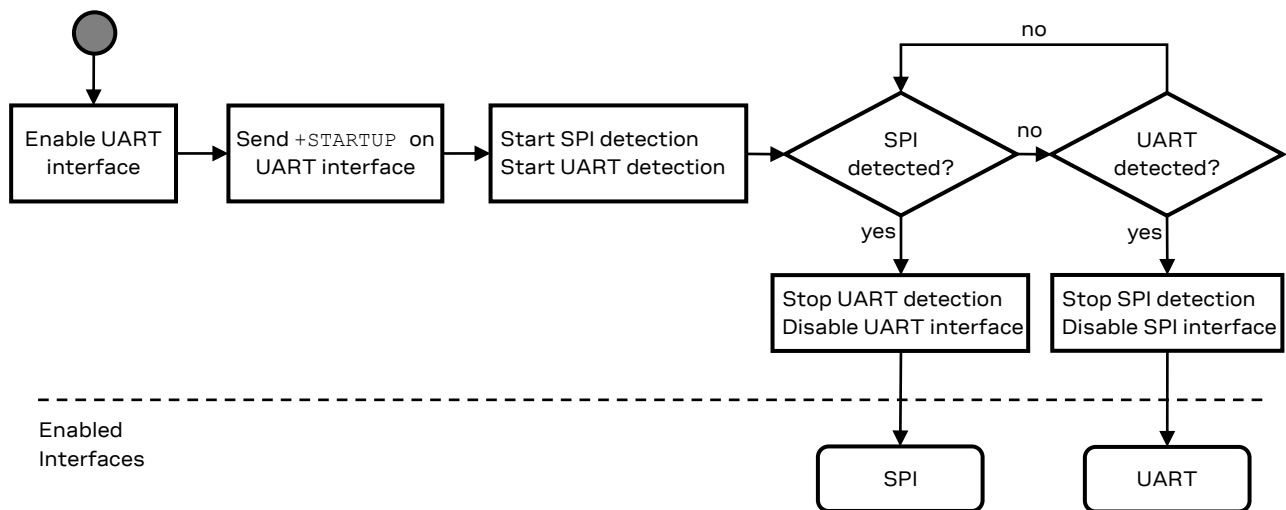 no
Enable UART
interface
Send +STARTUP on
UART interface
Start SPI detection
Start UART detection
SPI
detected?
no
UART
detected?
yes
yes
Stop UART detection
Disable UART interface
Stop SPI detection
Disable SPI interface
Enabled
Interfaces
SPI
UART